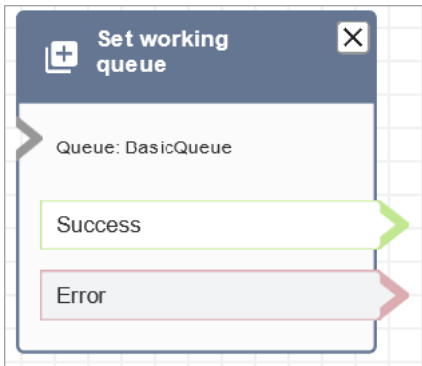 Set working
queue
Queue: BasicQueue
Success
Error